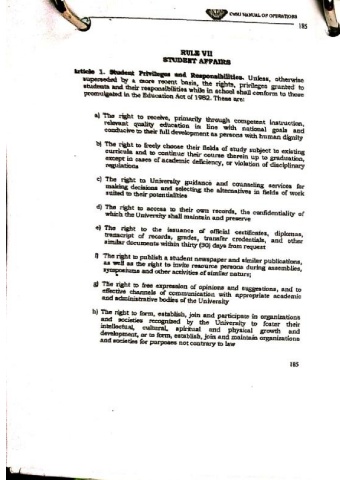 CMSU MANUAL OF OPERATIONS
185
RULE VII
STUDENT AFFAIRS
Article 1. Student Privileges and Responsibilities. Unless, otherwise
superseded by a more recent basis, the rights, privileges granted to
students and their responsibilities while in school shall conform to those
promulgated in the Education Act of 1982. These are:
a) The right to receive, primarily through competent instruction,
relevant quality education in line with national goals and
conducive to their full development as persons with human dignity
b) The right to freely choose their fields of study subject to existing
curricula and to continue their course therein up to graduation,
except in cases of academic deficiency, or violation of disciplinary
regulations
c) The right to University guidance and counseling services for
making decisions and selecting the alternatives in fields of work
suited to their potentialities
d) The right to access to their own records, the confidentiality of
which the University shall maintain and preserve
e) The right to the issuance of official certificates, diplomas,
transcript of records, grades, transfer credentials, and other
similar documents within thirty (30) days from request
f) The right to publish a student newspaper and similar publications,
as well as the right to invite resource persons during assemblies,
symposiums and other activities of similar nature;
g) The right to free expression of opinions and suggestions, and to
effective channels of communication with appropriate academic
and administrative bodies of the University
h) The right to form, establish, join and participate in organizations
and societies recognized by the University to foster their
intellectual, cultural, spiritual and physical growth and
development, or to form, establish, join and maintain organizations
and societies for purposes not contrary to law
185